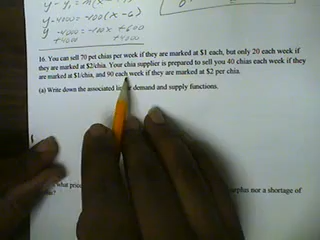 y - y₁ = m(x -
y - 4000 = -100(x - 6)
y - 4000 = -100x + 600
+4000 +4000
16. You can sell 70 pet chias per week if they are marked at $1 each, but only 20 each week if
they are marked at $2/chia. Your chia supplier is prepared to sell you 40 chias each week if they
are marked at $1/chia, and 90 each week if they are marked at $2 per chia.
(a) Write down the associated demand and supply functions.
what price
surplus nor a shortage of